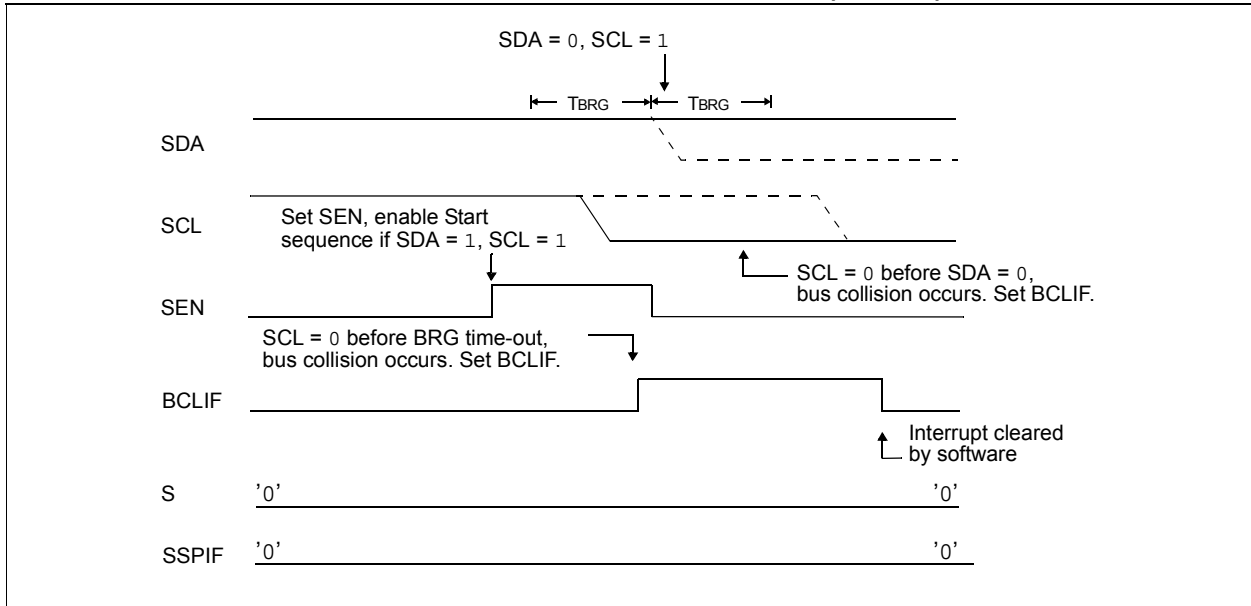 SDA = 0, SCL = 1
TBRG TBRG
SDA
SCL
Set SEN, enable Start
sequence if SDA = 1, SCL = 1
SCL = 0 before SDA = 0,
bus collision occurs. Set BCLIF.
SEN
SCL = 0 before BRG time-out,
bus collision occurs. Set BCLIF.
BCLIF
Interrupt cleared
by software
S '0' '0'
SSPIF '0' '0'